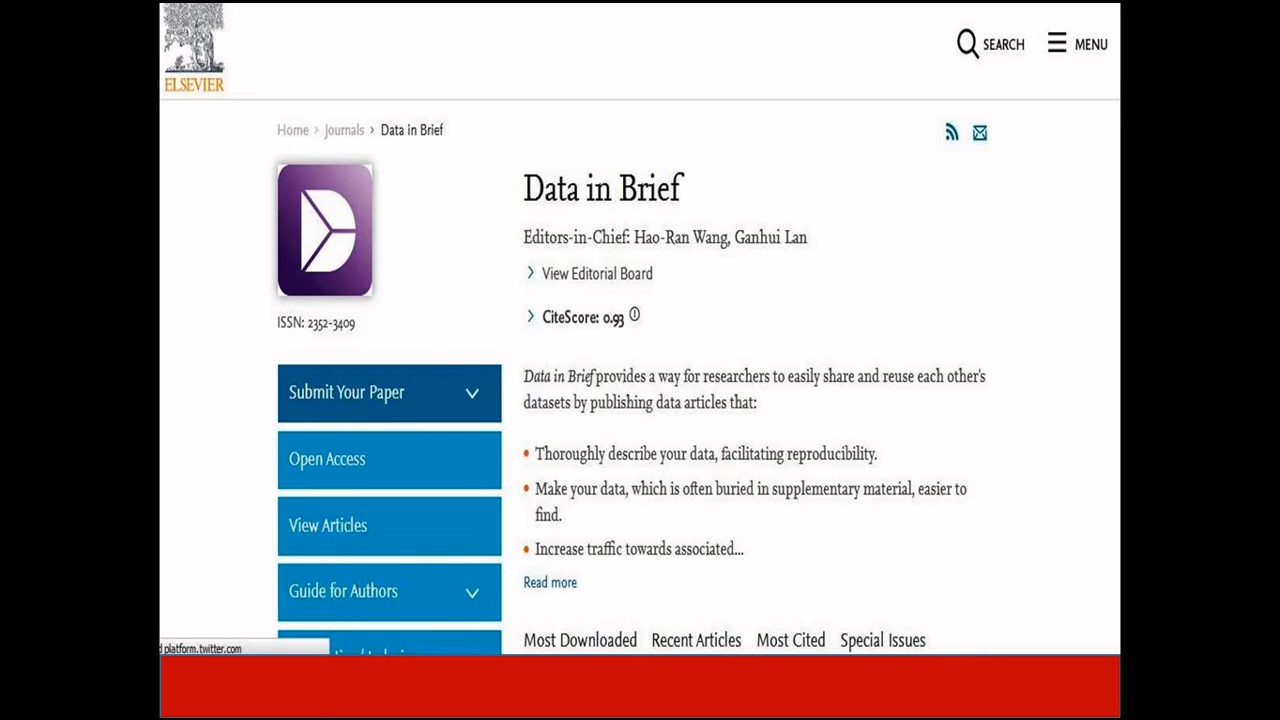 ELSEVIER
SEARCH
MENU
Home › Journals › Data in Brief
Data in Brief
Editors-in-Chief: Hao-Ran Wang, Ganhui Lan
View Editorial Board
CiteScore: 0.93
ISSN: 2352-3409
Submit Your Paper
Open Access
View Articles
Guide for Authors
Data in Brief provides a way for researchers to easily share and reuse each other's
datasets by publishing data articles that:
• Thoroughly describe your data, facilitating reproducibility.
• Make your data, which is often buried in supplementary material, easier to
find.
• Increase traffic towards associated...
Read more
Most Downloaded Recent Articles Most Cited Special Issues
platform.twitter.com